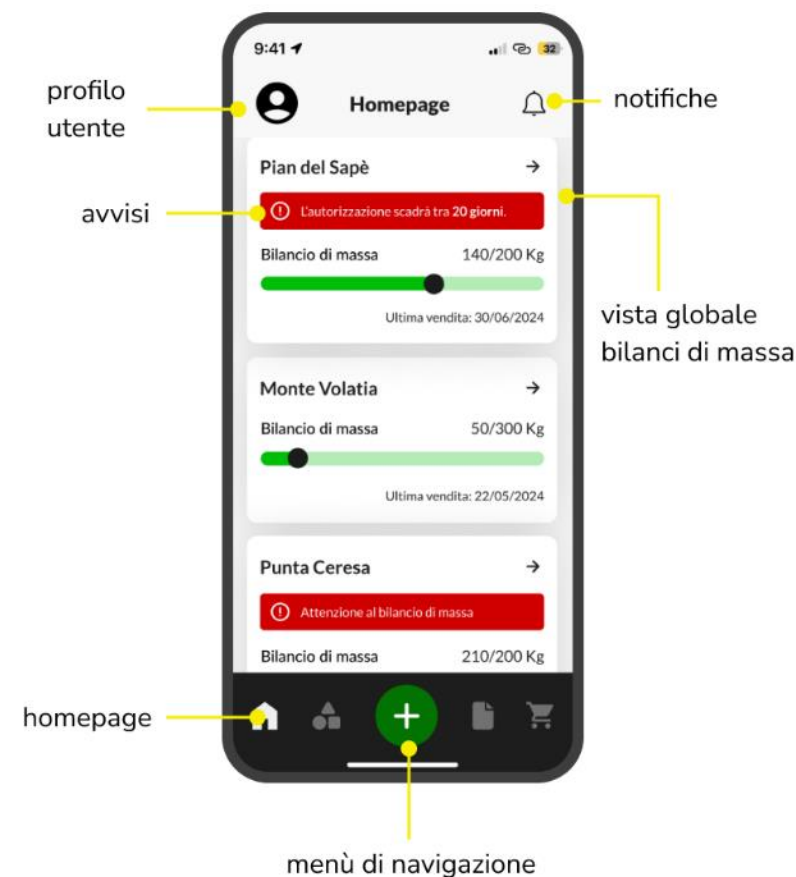 9:41
32
profilo
utente
Homepage
notifiche
Pian del Sapè
avvisi
L'autorizzazione scadrà tra 20 giorni.
Bilancio di massa 140/200 Kg
Ultima vendita: 30/06/2024
vista globale
bilanci di massa
Monte Volatia
Bilancio di massa 50/300 Kg
Ultima vendita: 22/05/2024
Punta Ceresa
Attenzione al bilancio di massa
Bilancio di massa 210/200 Kg
homepage
menù di navigazione